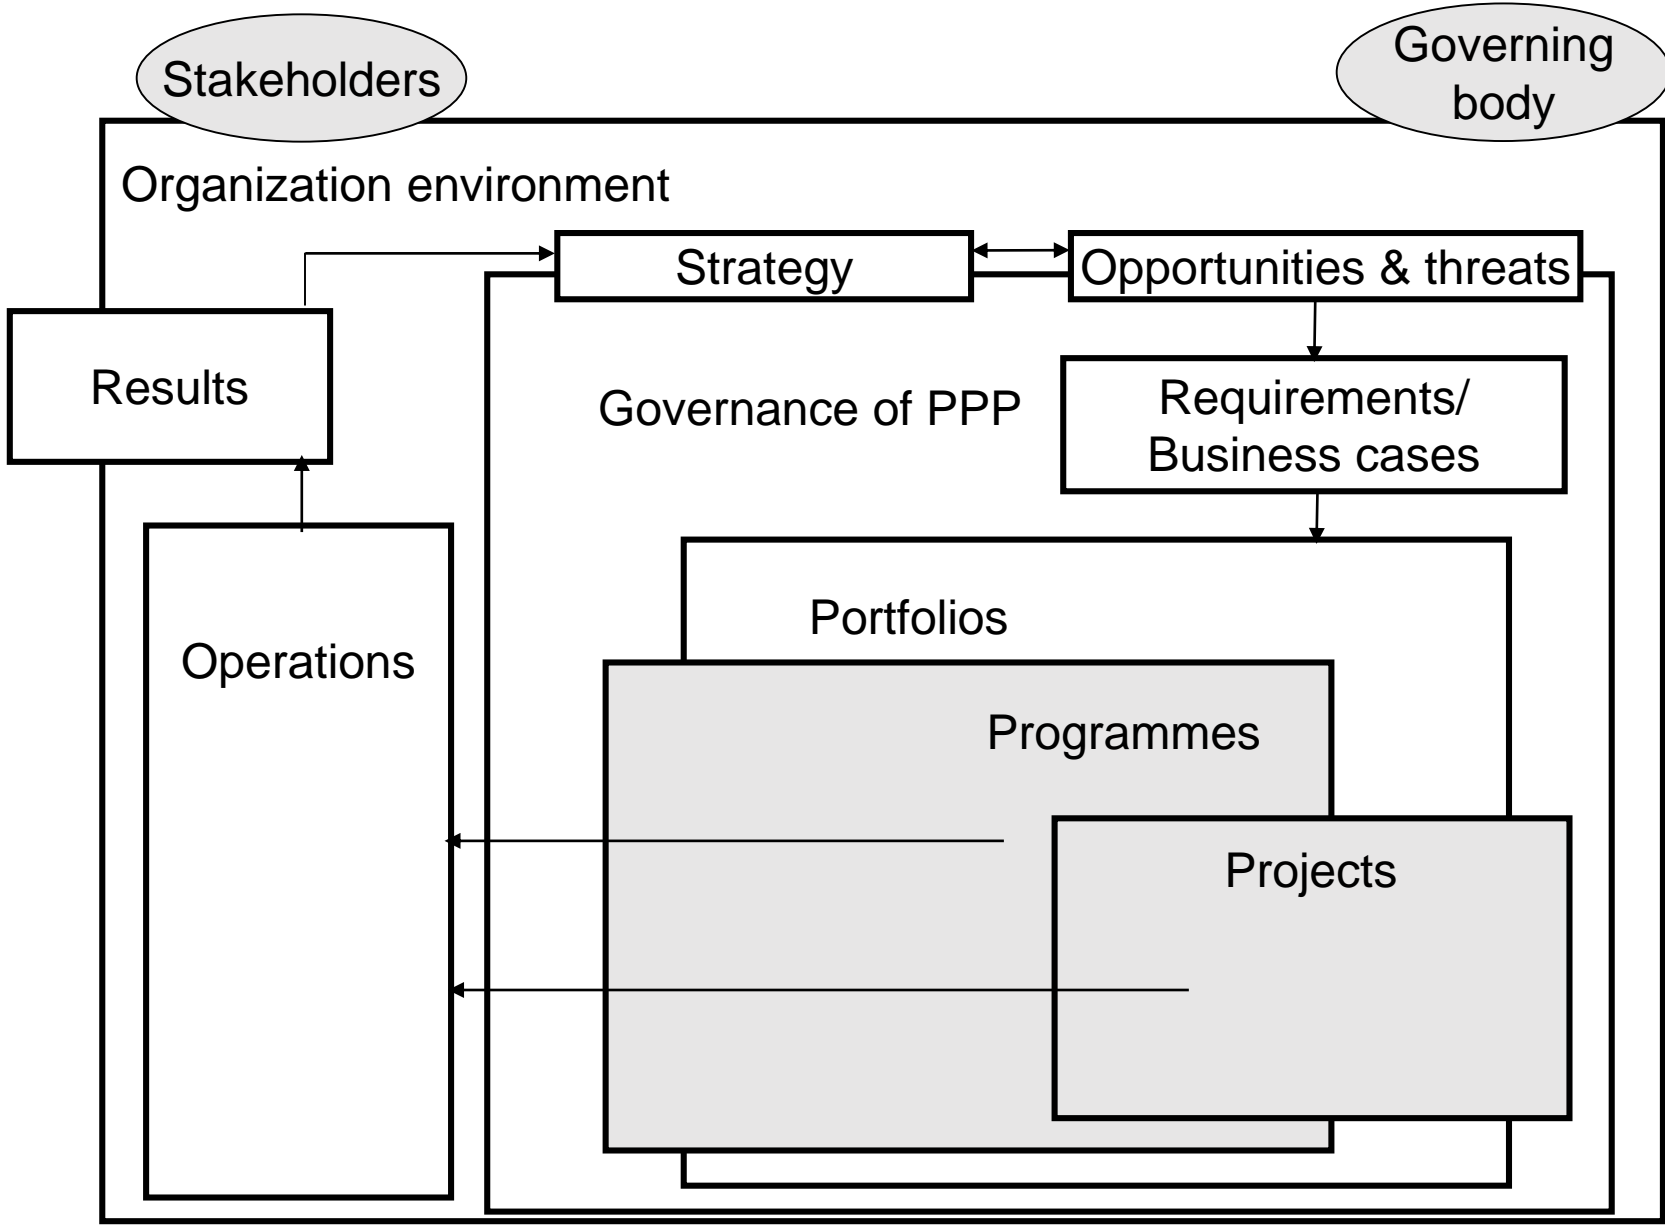 Stakeholders
Governing
body
Organization environment
Strategy
Opportunities & threats
Results
Governance of PPP
Requirements/
Business cases
Portfolios
Operations
Programmes
Projects